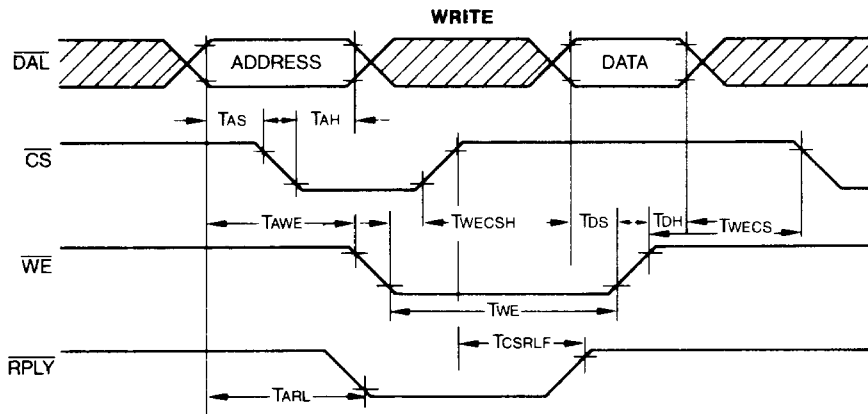 WRITE
DAL ADDRESS DATA
TAS TAH
CS
TAWE TWECSH TDS TDH TWECS
WE
TWE
TCSRLF
RPLY
TARL